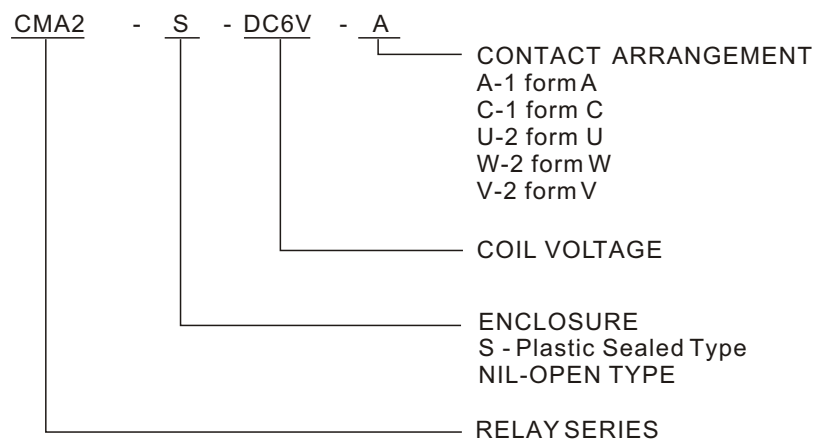 CMA2 - S - DC6V - A
CONTACT ARRANGEMENT
A-1 form A
C-1 form C
U-2 form U
W-2 form W
V-2 form V
COIL VOLTAGE
ENCLOSURE
S - Plastic Sealed Type
NIL-OPEN TYPE
RELAY SERIES